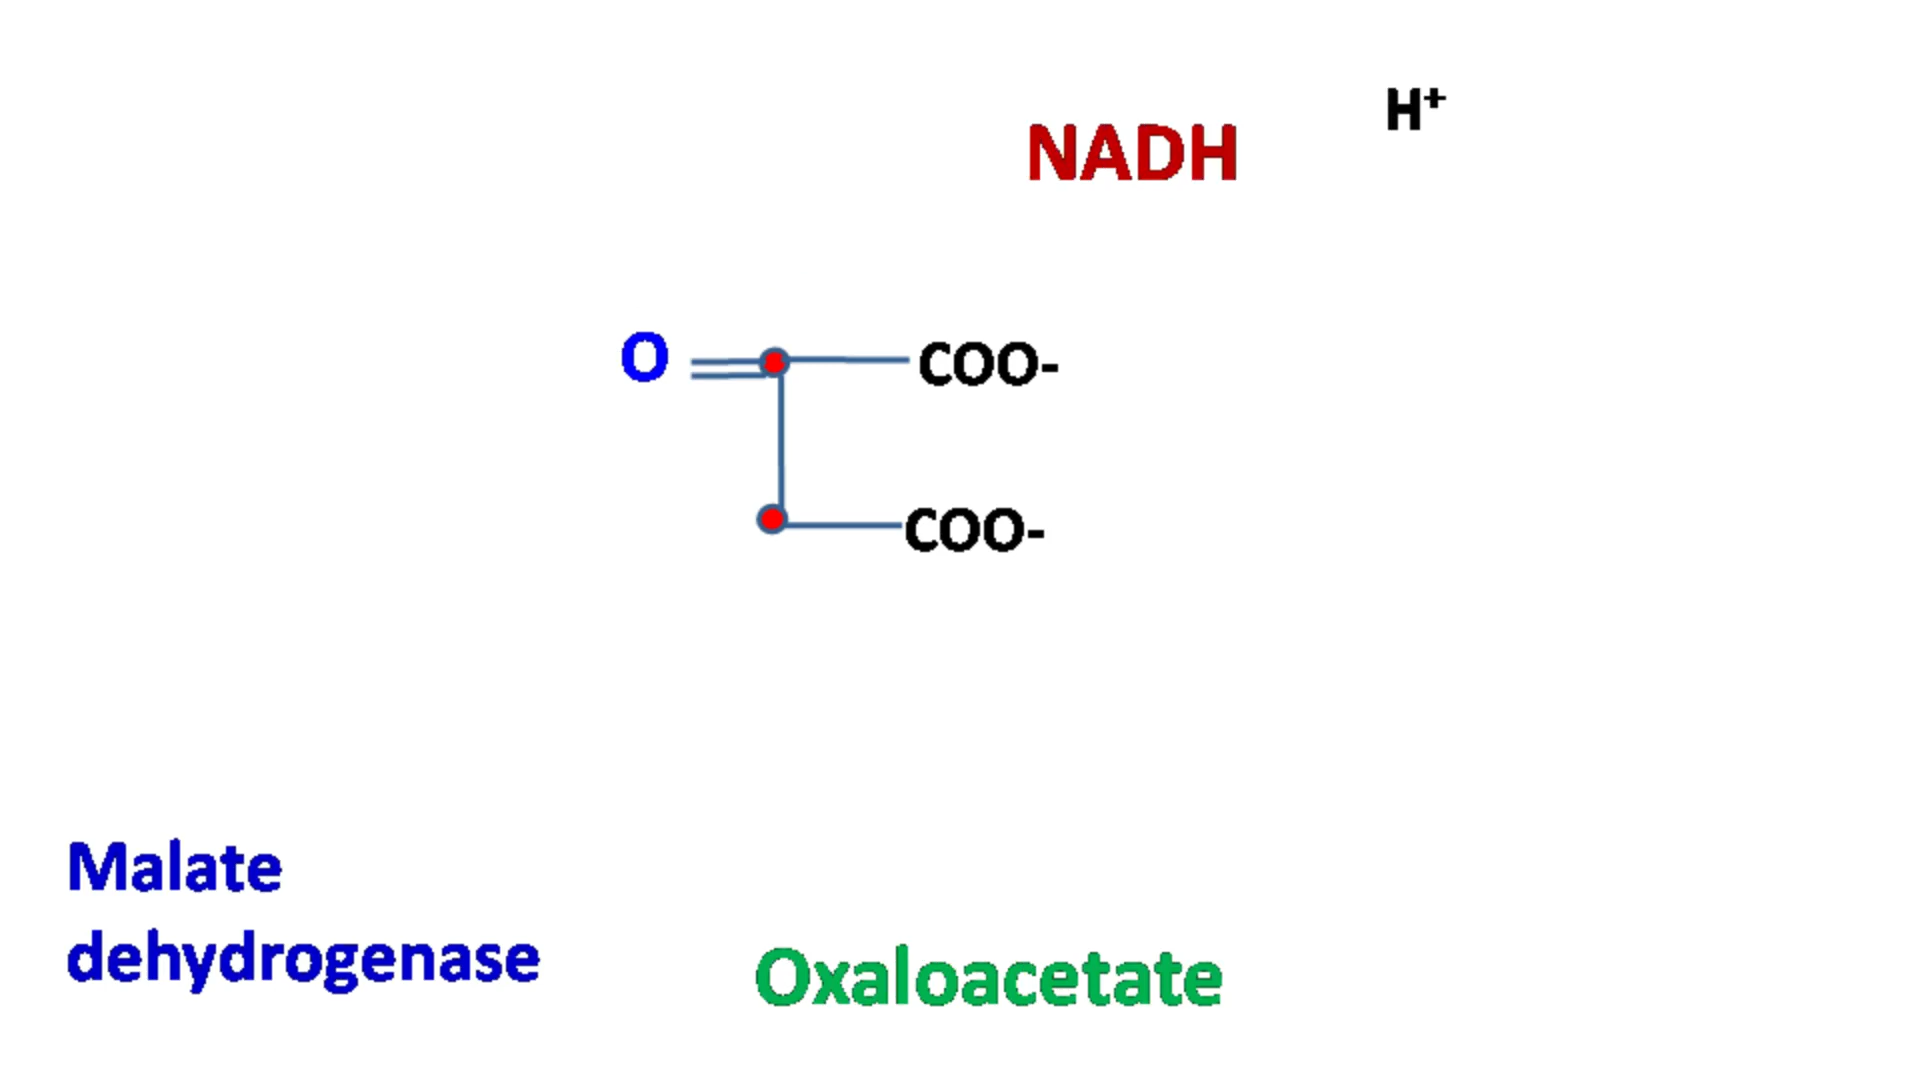 H⁺
NADH
O
COO-
COO-
Malate
dehydrogenase
Oxaloacetate